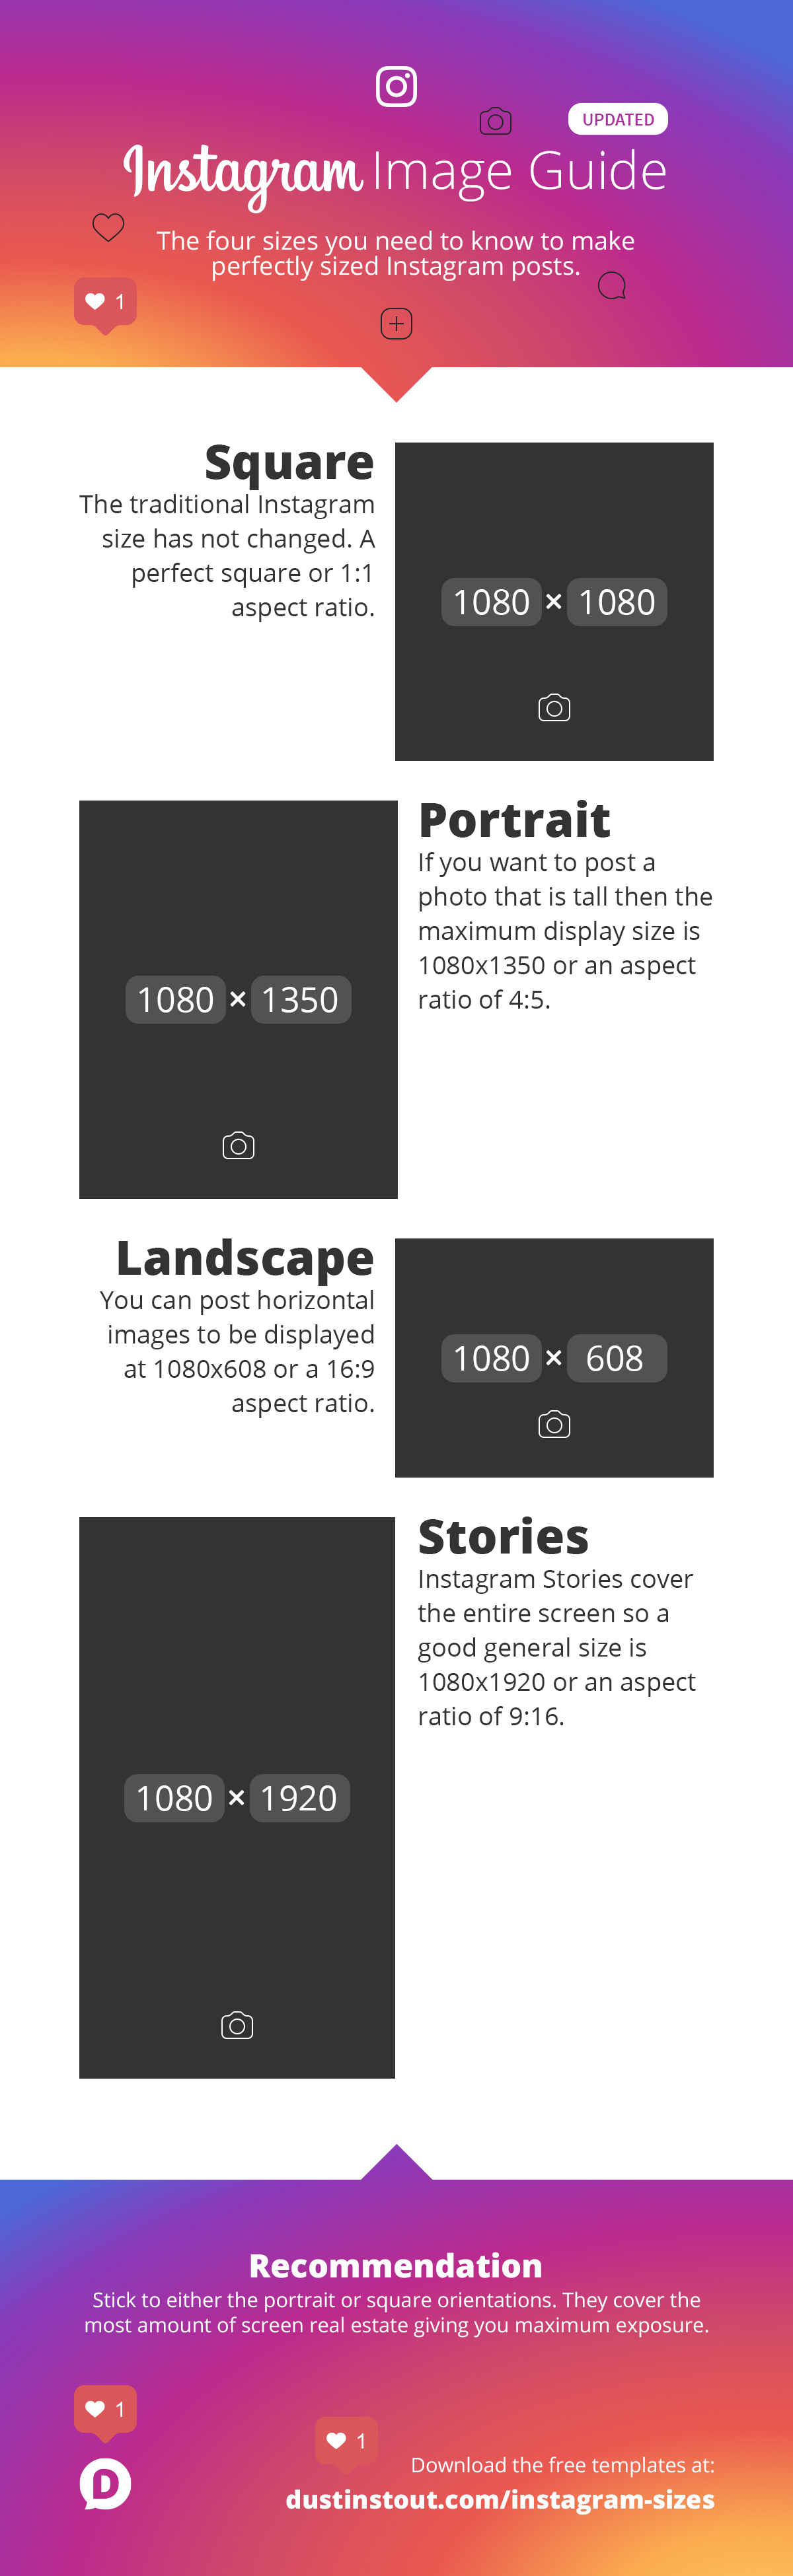 UPDATED
Instagram Image Guide
The four sizes you need to know to make
perfectly sized Instagram posts.
1
Square
The traditional Instagram
size has not changed. A
perfect square or 1:1
aspect ratio.
1080 × 1080
Portrait
If you want to post a
photo that is tall then the
maximum display size is
1080x1350 or an aspect
ratio of 4:5.
1080 × 1350
Landscape
You can post horizontal
images to be displayed
at 1080x608 or a 16:9
aspect ratio.
1080 × 608
Stories
Instagram Stories cover
the entire screen so a
good general size is
1080x1920 or an aspect
ratio of 9:16.
1080 × 1920
Recommendation
Stick to either the portrait or square orientations. They cover the
most amount of screen real estate giving you maximum exposure.
1
1
D
Download the free templates at:
dustinstout.com/instagram-sizes